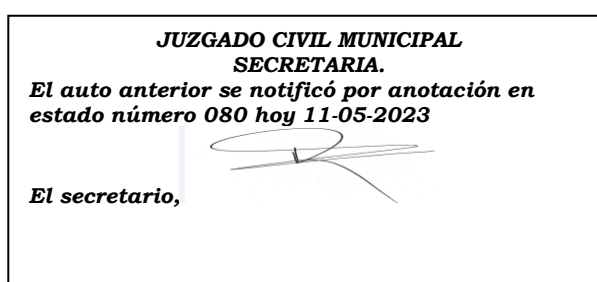 JUZGADO CIVIL MUNICIPAL
SECRETARIA.
El auto anterior se notificó por anotación en
estado número 080 hoy 11-05-2023
El secretario,